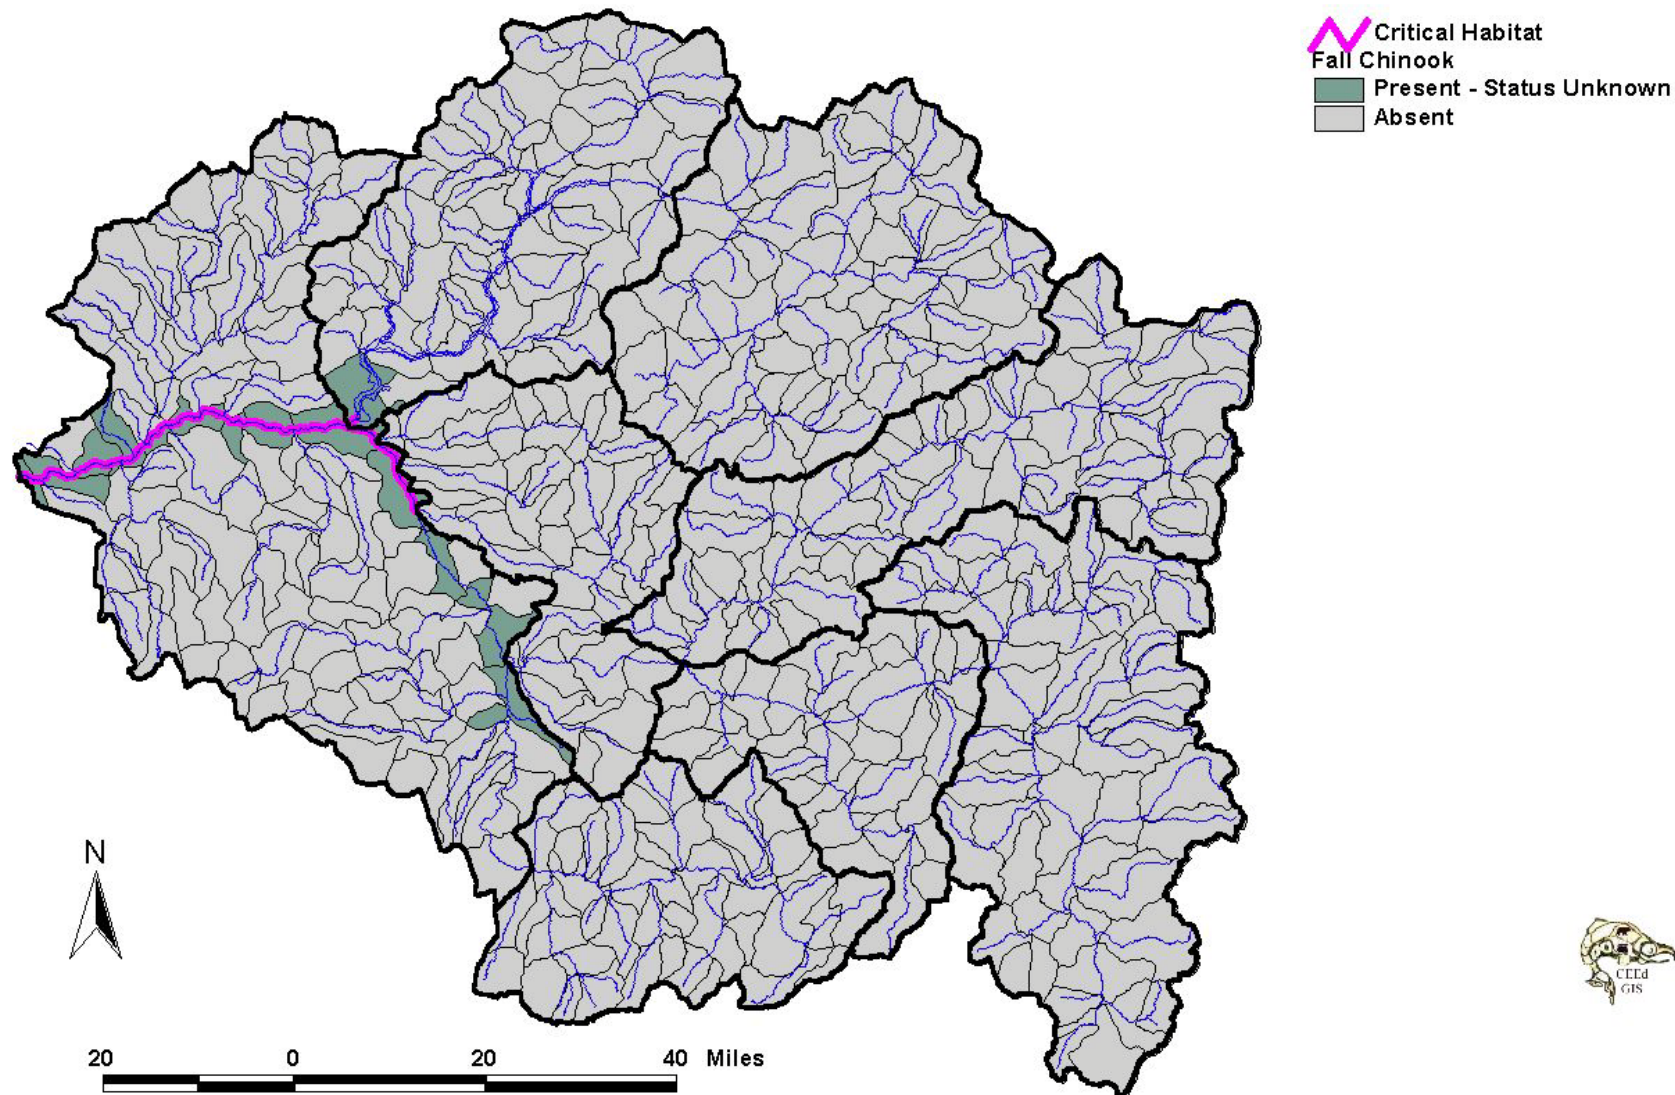 Critical Habitat
Fall Chinook
Present - Status Unknown
Absent
N
20 0 20 40 Miles
CEEd
GIS